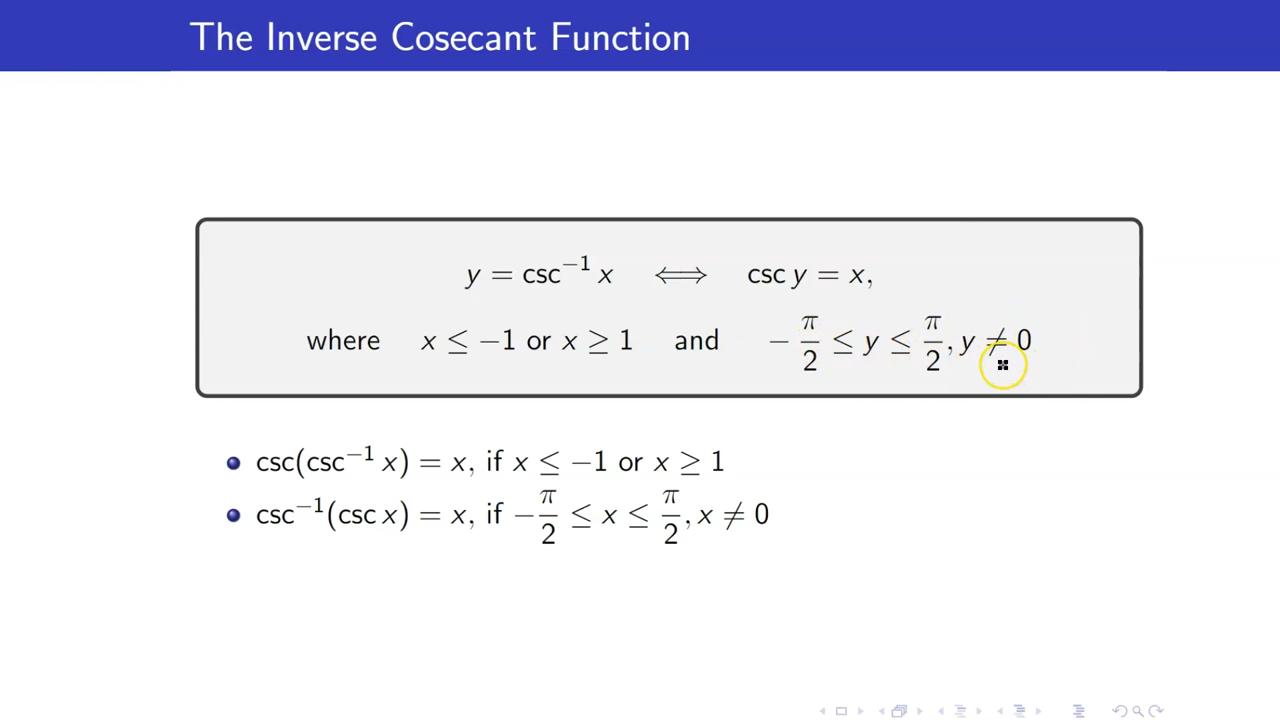 The Inverse Cosecant Function
y = csc⁻¹ x ⟺ csc y = x,
where x ≤ −1 or x ≥ 1 and −π/2 ≤ y ≤ π/2, y ≠ 0
csc(csc⁻¹ x) = x, if x ≤ −1 or x ≥ 1
csc⁻¹(csc x) = x, if −π/2 ≤ x ≤ π/2, x ≠ 0